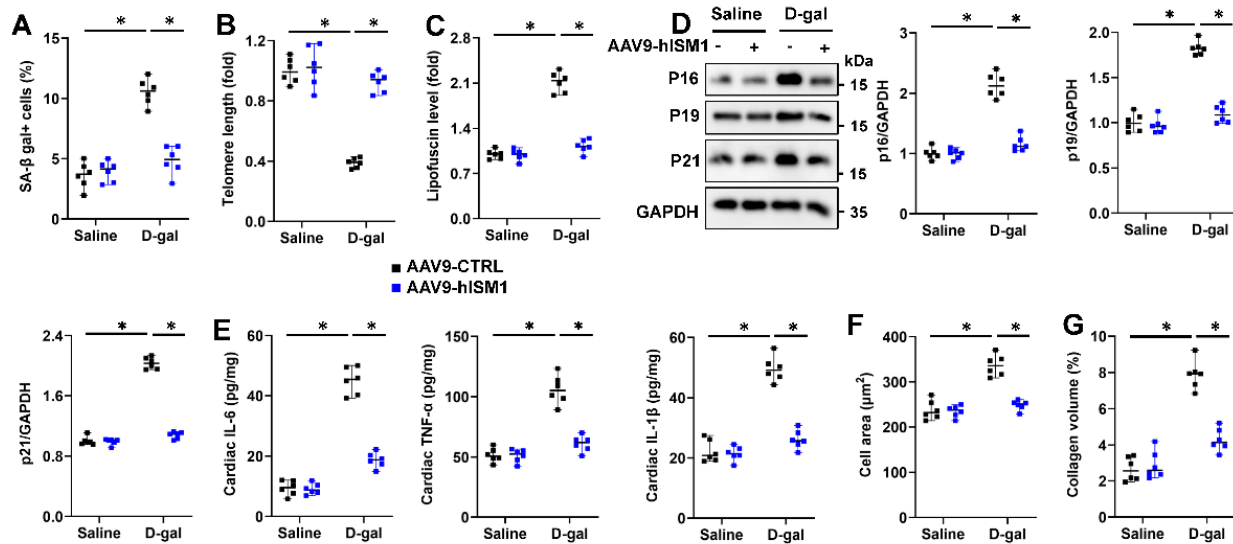 A
SA-β gal+ cells (%)
15
10
5
0
Saline D-gal
* *
B
Telomere length (fold)
1.2
0.8
0.4
0.0
Saline D-gal
* *
C
Lipofuscin level (fold)
2.8
2.1
1.4
0.7
0.0
Saline D-gal
* *
D
Saline D-gal
AAV9-hISM1 - + - + kDa
P16
15
P19
15
P21
15
GAPDH
35
p16/GAPDH
3
2
1
0
Saline D-gal
* *
p19/GAPDH
2.0
1.5
1.0
0.5
0.0
Saline D-gal
* *
AAV9-CTRL
AAV9-hISM1
p21/GAPDH
2.4
1.6
0.8
0.0
Saline D-gal
* *
E
Cardiac IL-6 (pg/mg)
60
40
20
0
Saline D-gal
* *
Cardiac TNF-α (pg/mg)
150
100
50
0
Saline D-gal
* *
Cardiac IL-1β (pg/mg)
60
40
20
0
Saline D-gal
* *
F
Cell area (μm²)
400
300
200
100
0
Saline D-gal
* *
G
Collagen volume (%)
10
8
6
4
2
0
Saline D-gal
* *